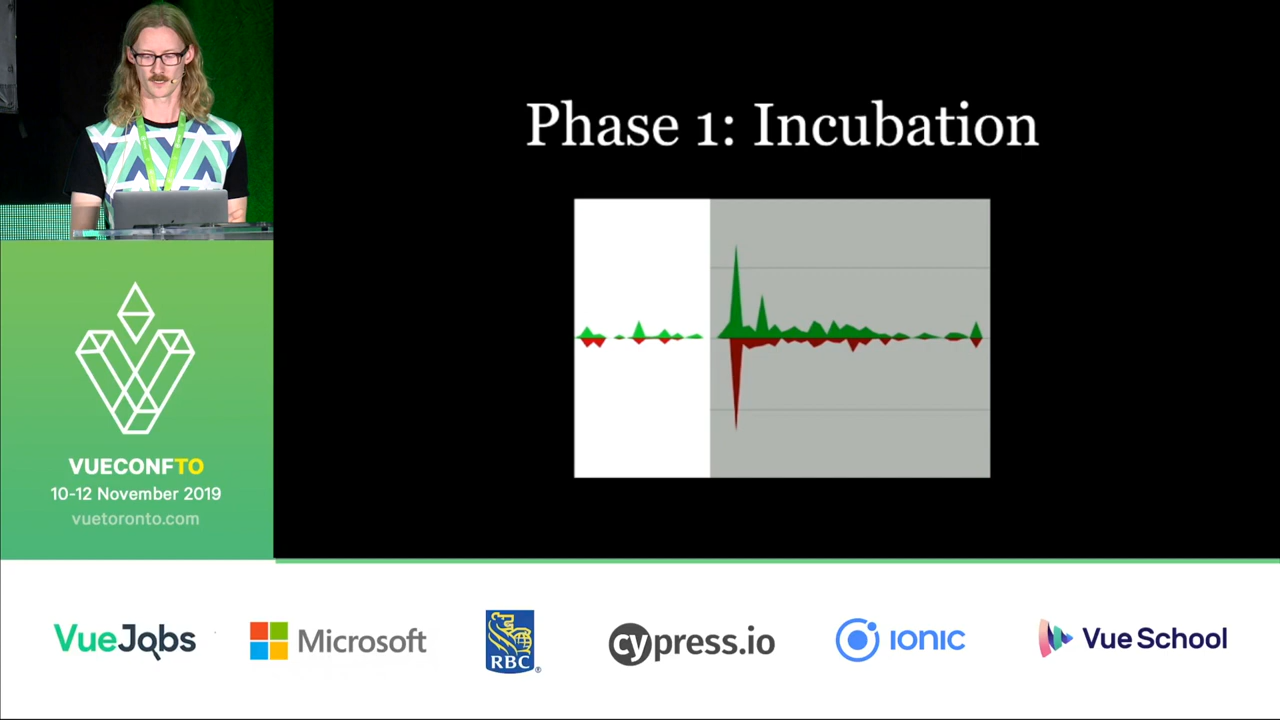 Phase 1: Incubation
VUECONFTO
10-12 November 2019
vuetoronto.com
VueJobs
Microsoft
RBC®
cypress.io
IONIC
Vue School